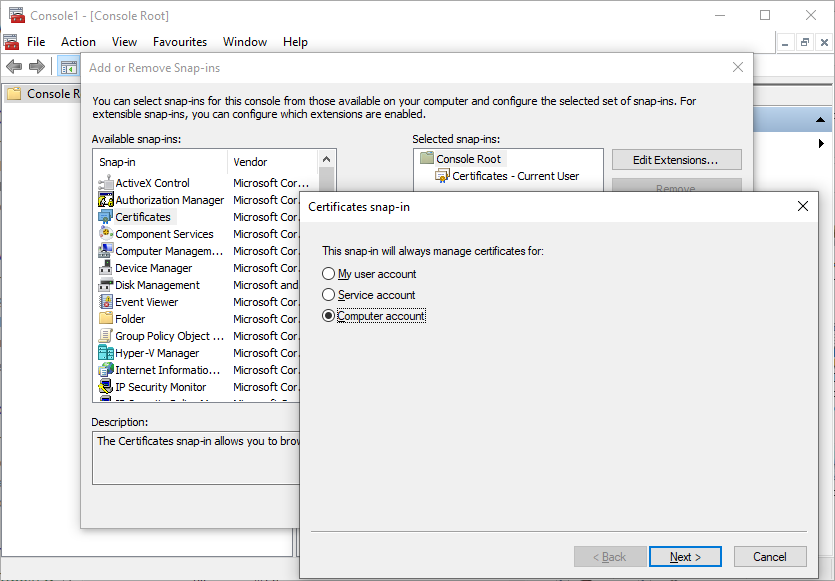 Console1 - [Console Root]
File Action View Favourites Window Help
Add or Remove Snap-ins
Console R
You can select snap-ins for this console from those available on your computer and configure the selected set of snap-ins. For
extensible snap-ins, you can configure which extensions are enabled.
Available snap-ins:
Snap-in Vendor
ActiveX Control Microsoft Cor...
Authorization Manager Microsoft Cor...
Certificates Microsoft Cor...
Component Services Microsoft Cor...
Computer Managem... Microsoft Cor...
Device Manager Microsoft Cor...
Disk Management Microsoft and
Event Viewer Microsoft Cor
Folder Microsoft Cor
Group Policy Object ... Microsoft Cor
Hyper-V Manager Microsoft Cor
Internet Informatio... Microsoft Cor
IP Security Monitor Microsoft Cor
Selected snap-ins:
Console Root
Certificates - Current User
Edit Extensions...
Remove
Description:
The Certificates snap-in allows you to brow
Certificates snap-in
This snap-in will always manage certificates for:
My user account
Service account
Computer account
< Back Next > Cancel